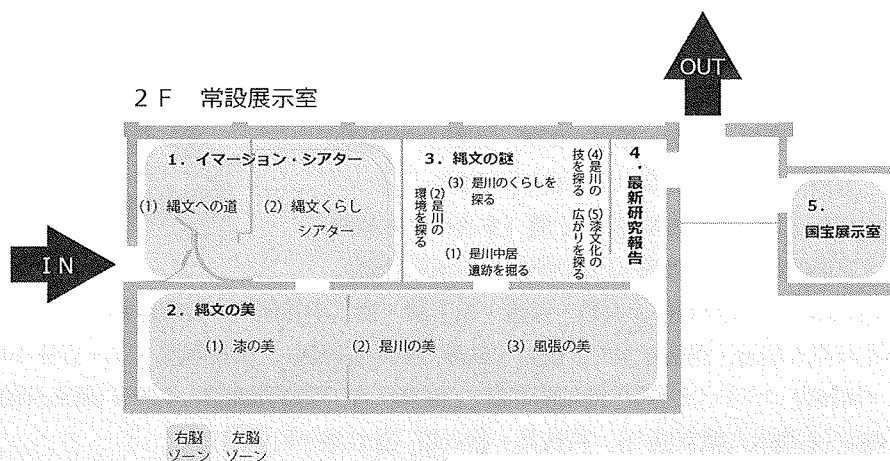 2F 常設展示室
OUT
IN
1. イマージョン・シアター
(1) 縄文への道
(2) 縄文くらし
シアター
2. 縄文の美
(1) 漆の美
(2) 是川の美
(3) 風張の美
3. 縄文の謎
(1) 是川中居
遺跡を掘る
(2)是川の
環境を探る
(3) 是川のくらしを
探る
(4)是川の
技を探る
(5)漆文化の
広がりを探る
4.最新研究報告
5.
国宝展示室
右脳
ゾーン
左脳
ゾーン